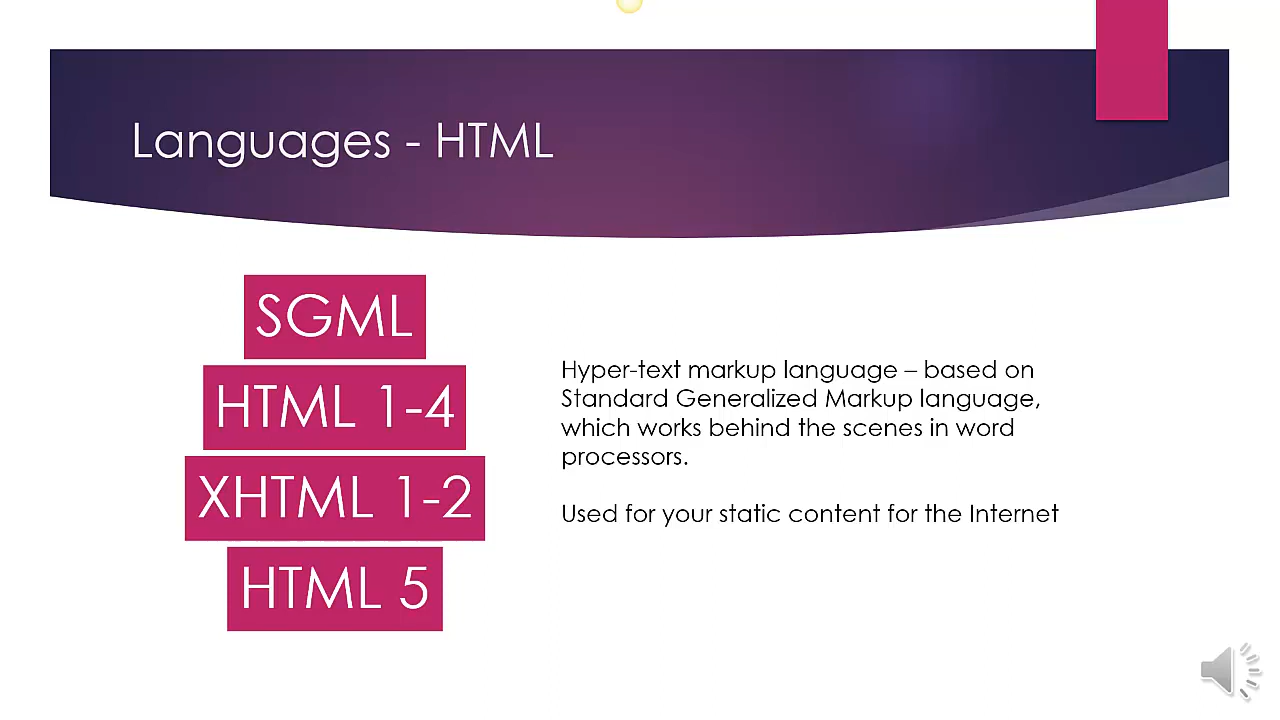 Languages - HTML
SGML
HTML 1-4
XHTML 1-2
HTML 5
Hyper-text markup language – based on
Standard Generalized Markup language,
which works behind the scenes in word
processors.
Used for your static content for the Internet